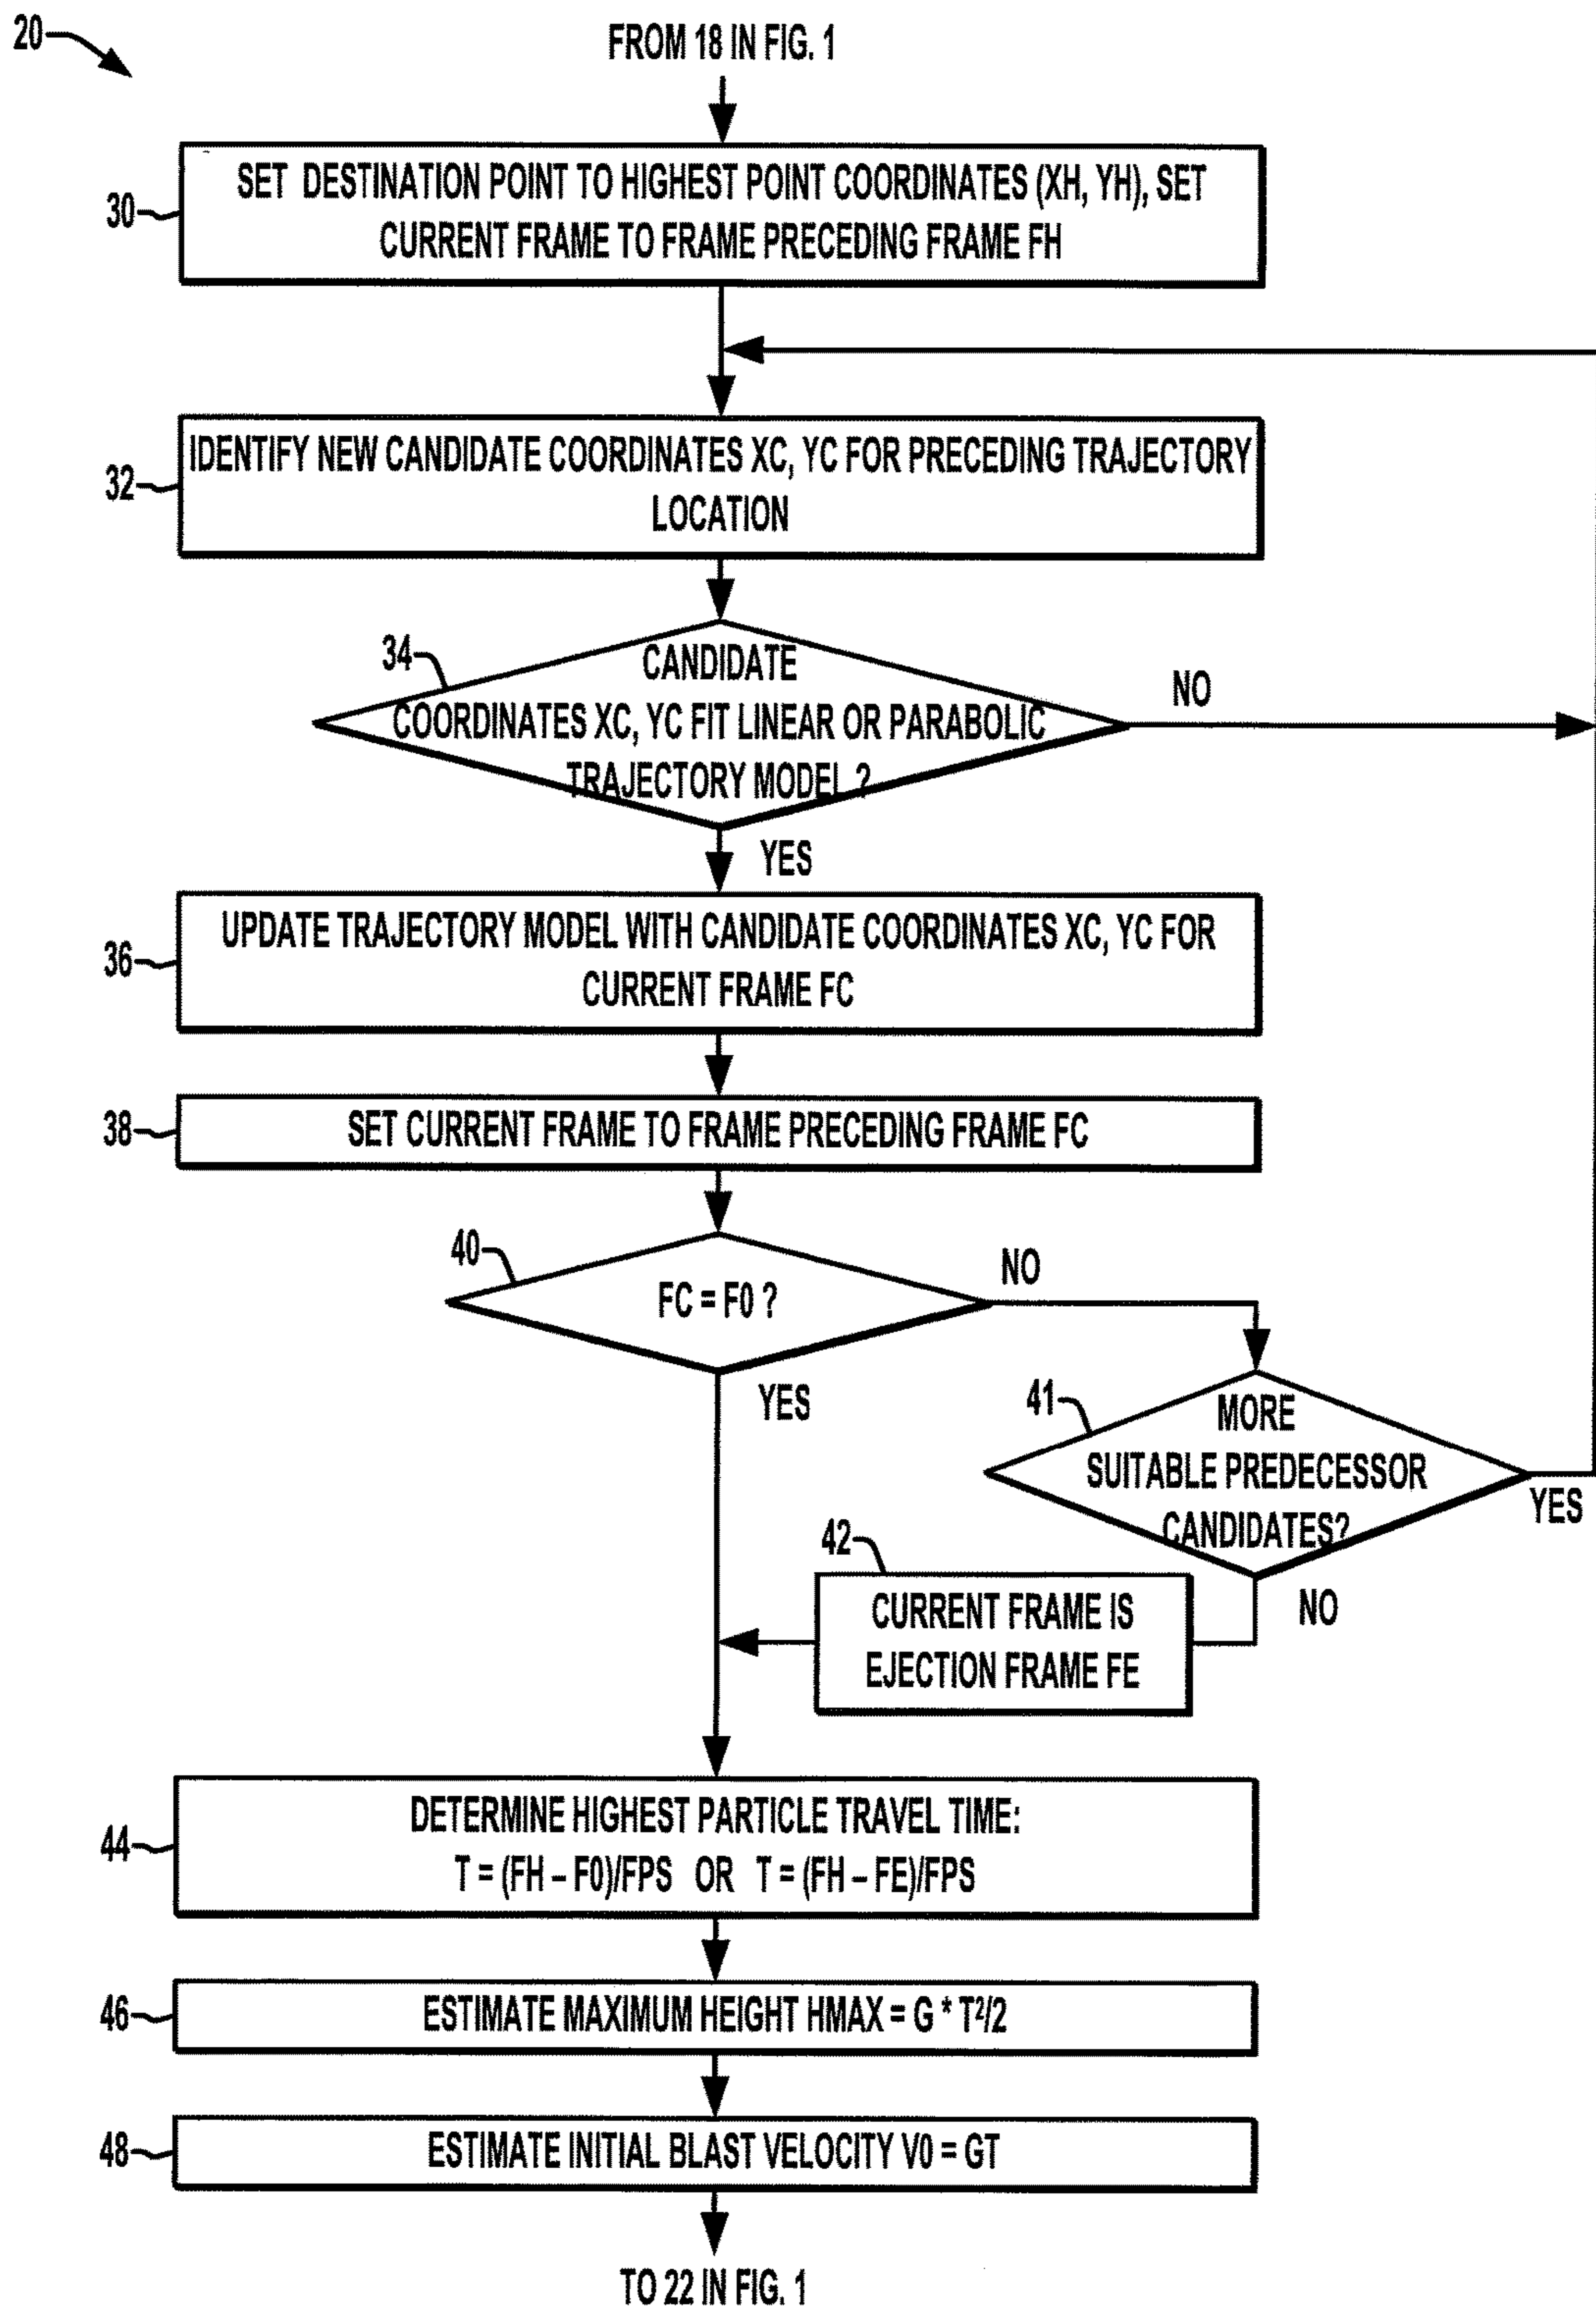 20
FROM 18 IN FIG. 1
30
SET DESTINATION POINT TO HIGHEST POINT COORDINATES (XH, YH), SET
CURRENT FRAME TO FRAME PRECEDING FRAME FH
32
IDENTIFY NEW CANDIDATE COORDINATES XC, YC FOR PRECEDING TRAJECTORY
LOCATION
34
CANDIDATE
COORDINATES XC, YC FIT LINEAR OR PARABOLIC
TRAJECTORY MODEL ?
NO
YES
36
UPDATE TRAJECTORY MODEL WITH CANDIDATE COORDINATES XC, YC FOR
CURRENT FRAME FC
38
SET CURRENT FRAME TO FRAME PRECEDING FRAME FC
40
FC = F0 ?
NO
YES
41
MORE
SUITABLE PREDECESSOR
CANDIDATES?
YES
NO
42
CURRENT FRAME IS
EJECTION FRAME FE
44
DETERMINE HIGHEST PARTICLE TRAVEL TIME:
T = (FH – F0)/FPS OR T = (FH – FE)/FPS
46
ESTIMATE MAXIMUM HEIGHT HMAX = G * T²/2
48
ESTIMATE INITIAL BLAST VELOCITY V0 = GT
TO 22 IN FIG. 1